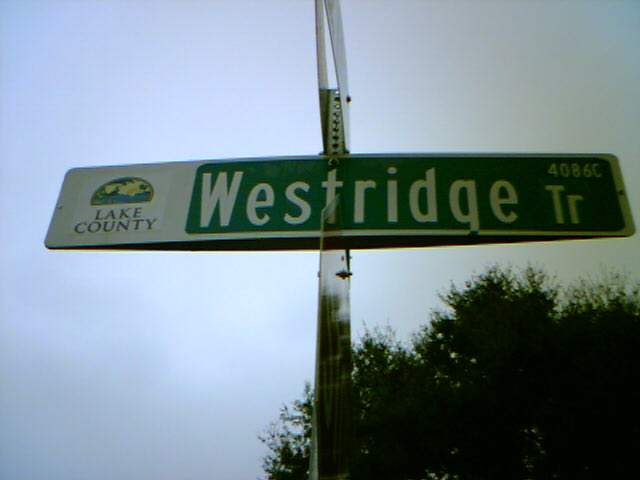 LAKE
COUNTY
Westridge Tr
4086C